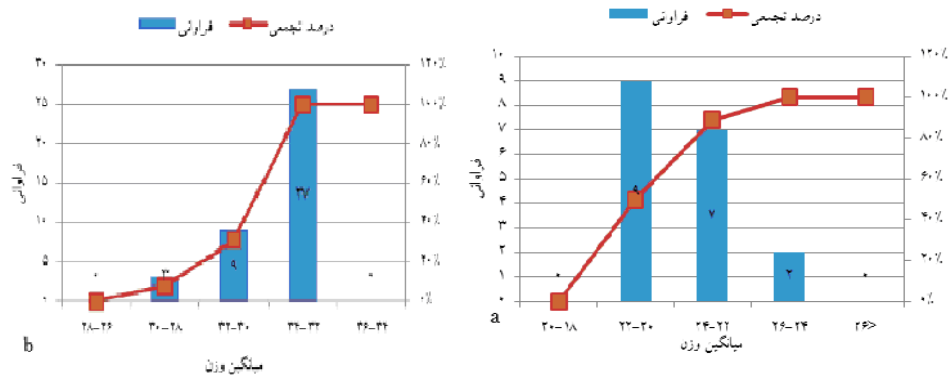 فراوانی درصد تجمعی
۳۰
۲۵
۲۰
۱۵
۱۰
۵
۰
فراوانی
۱۲۰٪
۱۰۰٪
۸۰٪
۶۰٪
۴۰٪
۲۰٪
۰٪
۰ ۳ ۹ ۲۷ ۰
۲۸-۲۶ ۳۰-۲۸ ۳۲-۳۰ ۳۴-۳۲ ۳۶-۳۴
میانگین وزن
b
فراوانی درصد تجمعی
۱۰
۹
۸
۷
۶
۵
۴
۳
۲
۱
۰
فراوانی
۱۲۰٪
۱۰۰٪
۸۰٪
۶۰٪
۴۰٪
۲۰٪
۰٪
۰ ۹ ۷ ۲ ۰
۲۰-۱۸ ۲۲-۲۰ ۲۴-۲۲ ۲۶-۲۴ ۲۶<
میانگین وزن
a